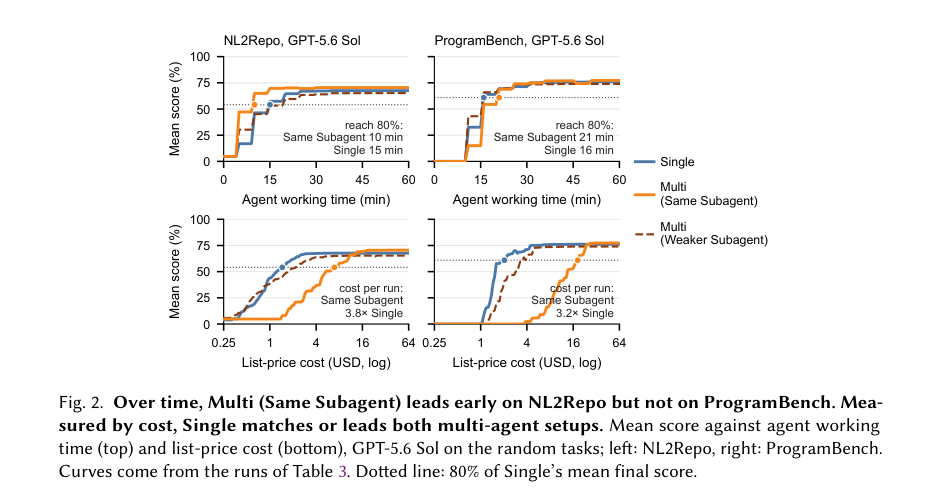 NL2Repo, GPT-5.6 Sol
ProgramBench, GPT-5.6 Sol
Mean score (%)
100
75
50
25
0
reach 80%:
Same Subagent 10 min
Single 15 min
0 15 30 45 60
Agent working time (min)
reach 80%:
Same Subagent 21 min
Single 16 min
0 15 30 45 60
Agent working time (min)
Single
Multi
(Same Subagent)
Multi
(Weaker Subagent)
Mean score (%)
100
75
50
25
0
cost per run:
Same Subagent
3.8× Single
0.25 1 4 16 64
List-price cost (USD, log)
cost per run:
Same Subagent
3.2× Single
0.25 1 4 16 64
List-price cost (USD, log)
Fig. 2. Over time, Multi (Same Subagent) leads early on NL2Repo but not on ProgramBench. Mea-
sured by cost, Single matches or leads both multi-agent setups. Mean score against agent working
time (top) and list-price cost (bottom), GPT-5.6 Sol on the random tasks; left: NL2Repo, right: ProgramBench.
Curves come from the runs of Table 3. Dotted line: 80% of Single's mean final score.